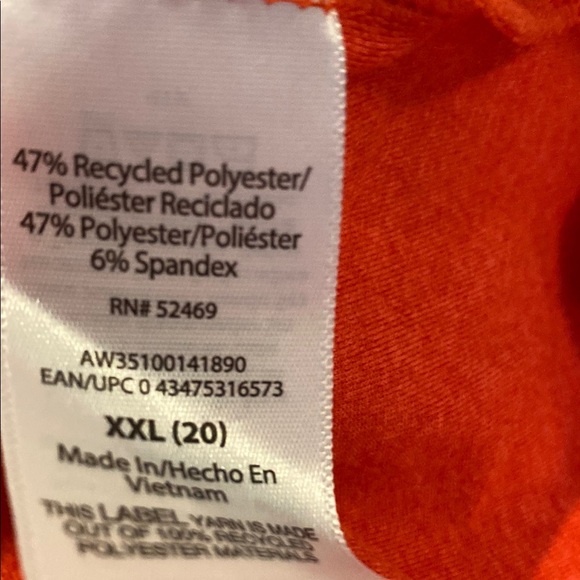 47% Recycled Polyester/
Poliéster Reciclado
47% Polyester/Poliéster
6% Spandex
RN# 52469
AW35100141890
EAN/UPC 0 43475316573
XXL (20)
Made In/Hecho En
Vietnam
THIS LABEL YARN IS MADE
OUT OF 100% RECYCLED
POLYESTER MATERIALS